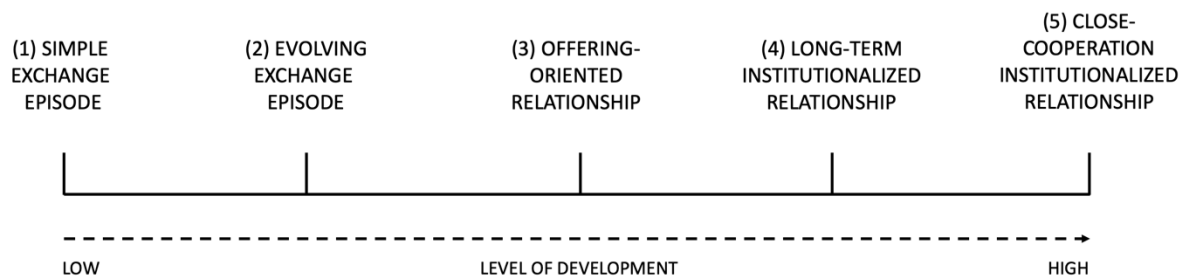 (1) SIMPLE
EXCHANGE
EPISODE
(2) EVOLVING
EXCHANGE
EPISODE
(3) OFFERING-
ORIENTED
RELATIONSHIP
(4) LONG-TERM
INSTITUTIONALIZED
RELATIONSHIP
(5) CLOSE-
COOPERATION
INSTITUTIONALIZED
RELATIONSHIP
LOW
LEVEL OF DEVELOPMENT
HIGH